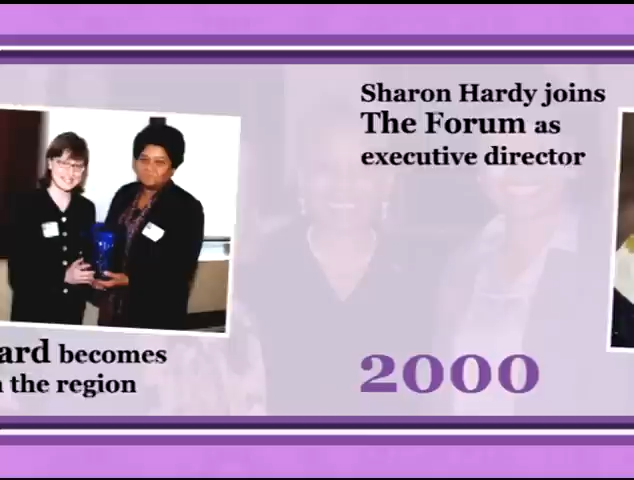 Sharon Hardy joins
The Forum as
executive director
ard becomes
the region
2000